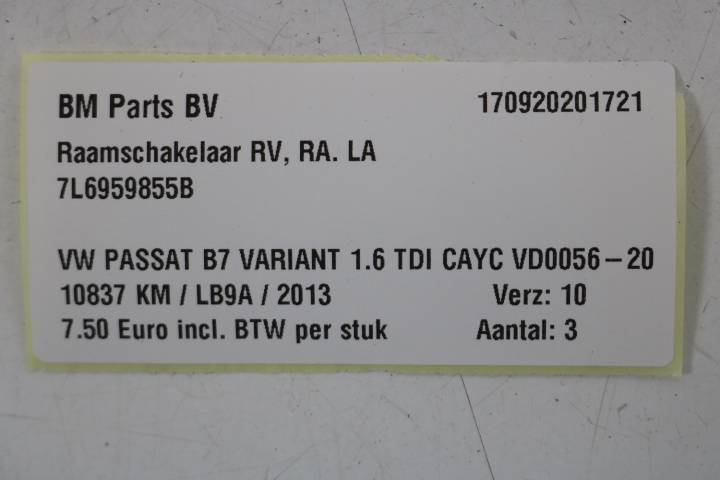 BM Parts BV 170920201721
Raamschakelaar RV, RA. LA
7L6959855B
VW PASSAT B7 VARIANT 1.6 TDI CAYC VD0056-20
10837 KM / LB9A / 2013 Verz: 10
7.50 Euro incl. BTW per stuk Aantal: 3